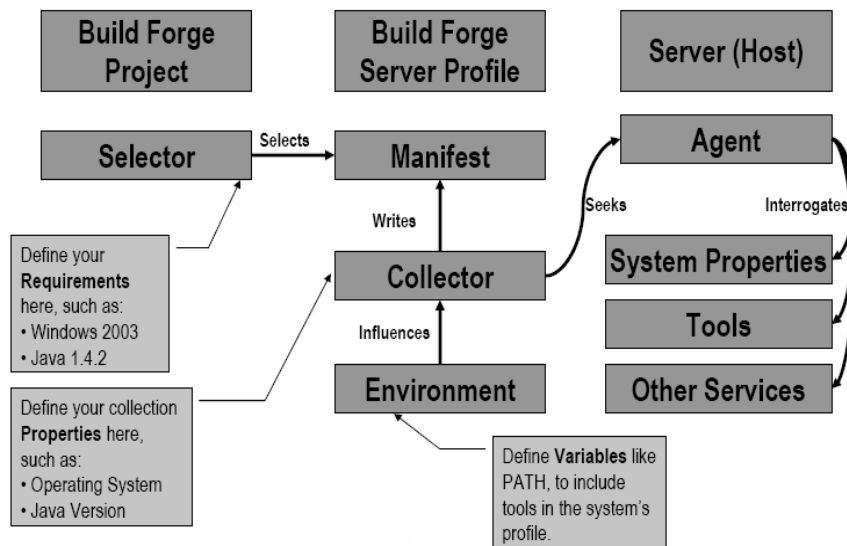 Build Forge
Project
Build Forge
Server Profile
Server (Host)
Selector
Selects
Manifest
Agent
Writes
Seeks
Interrogates
Define your
Requirements
here, such as:
• Windows 2003
• Java 1.4.2
Collector
System Properties
Influences
Tools
Environment
Other Services
Define your collection
Properties here,
such as:
• Operating System
• Java Version
Define Variables like
PATH, to include
tools in the system's
profile.